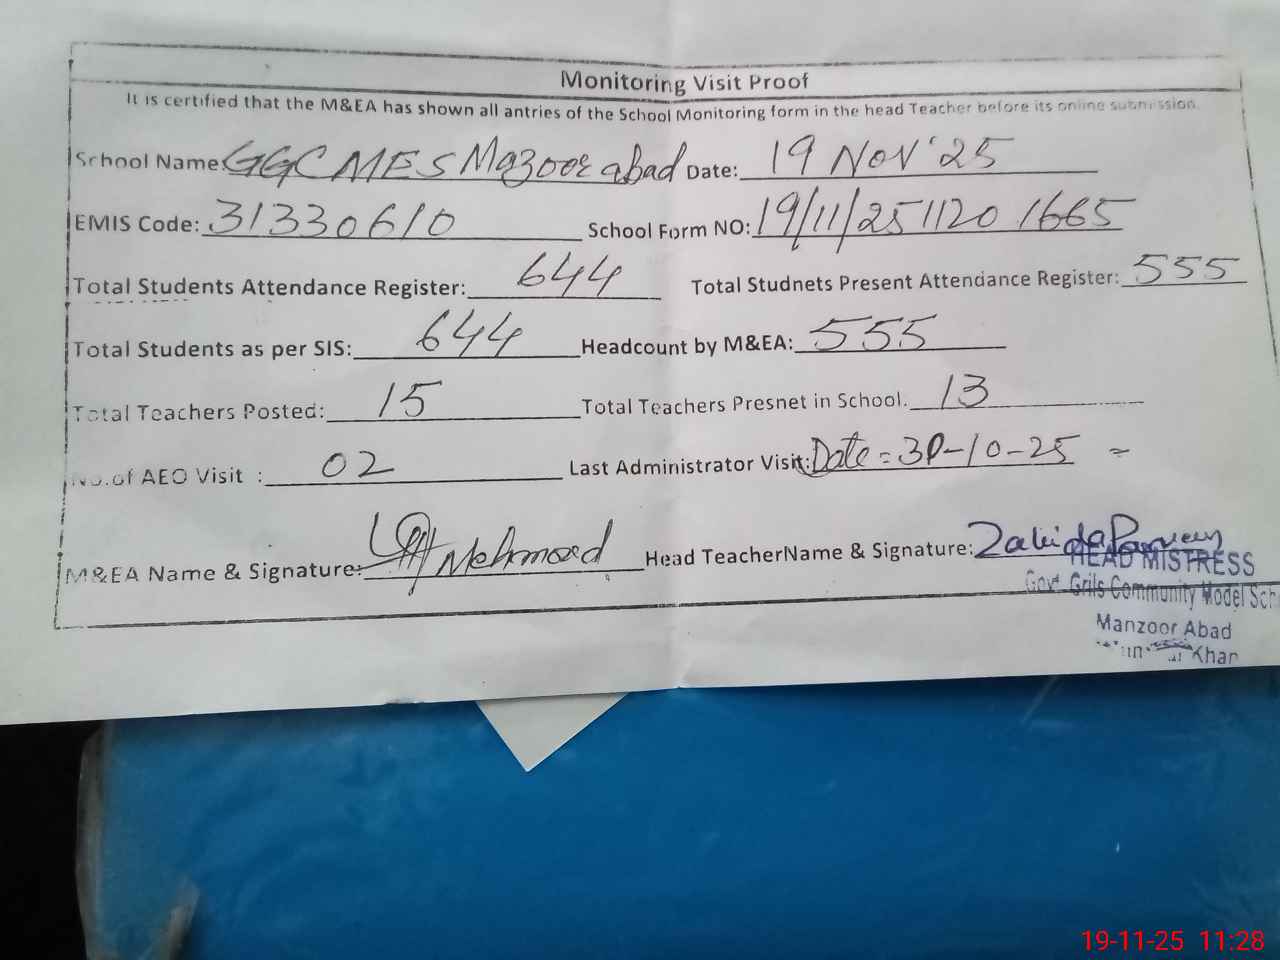 Monitoring Visit Proof
It is certified that the M&EA has shown all antries of the School Monitoring form in the head Teacher before its online submission.
School Name: GGCMES Mazoor abad Date: 19 Nov'25
EMIS Code: 31330610 School Form NO: 19/11/25 1120 1665
Total Students Attendance Register: 644 Total Studnets Present Attendance Register: 555
Total Students as per SIS: 644 Headcount by M&EA: 555
Total Teachers Posted: 15 Total Teachers Presnet in School. 13
No.of AEO Visit : 02 Last Administrator Visit: Date = 30-10-25
M&EA Name & Signature: Mehmood Head TeacherName & Signature: Zahida Parveen
HEAD MISTRESS
Govt Grils Community Model Sch
Manzoor Abad
Khan
19-11-25 11:28